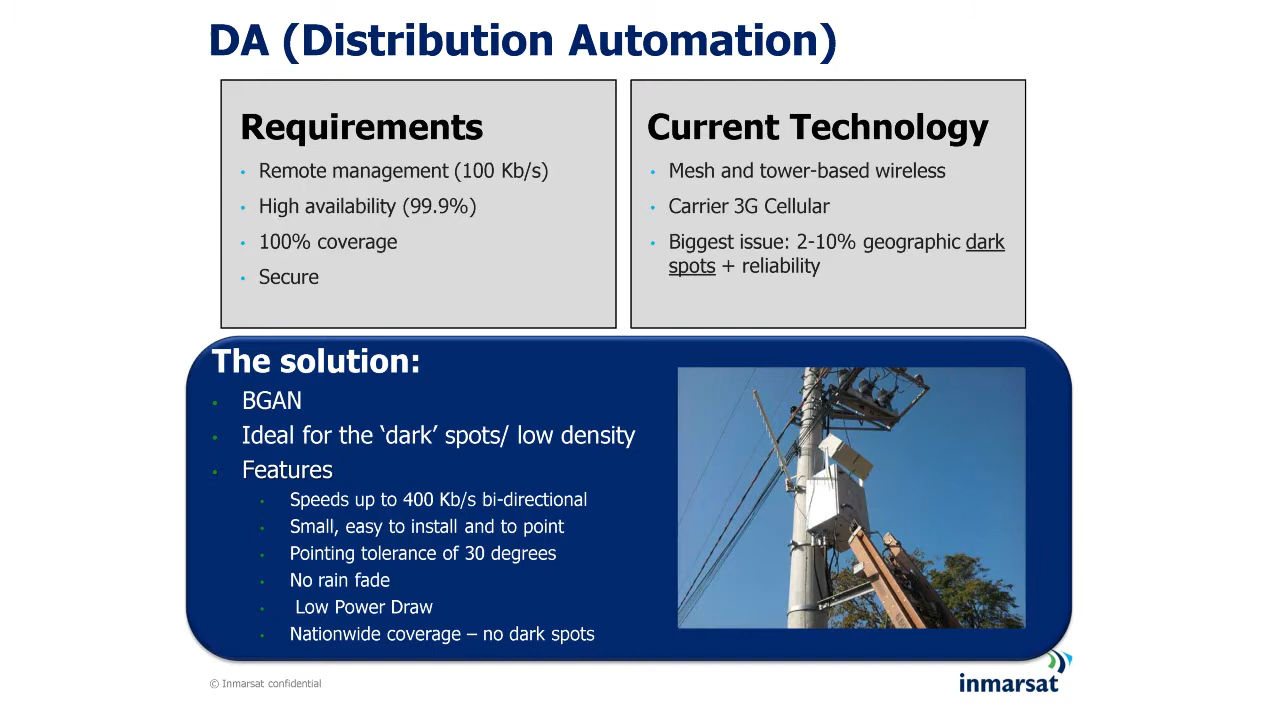 DA (Distribution Automation)
Requirements
• Remote management (100 Kb/s)
• High availability (99.9%)
• 100% coverage
• Secure
Current Technology
• Mesh and tower-based wireless
• Carrier 3G Cellular
• Biggest issue: 2-10% geographic dark
spots + reliability
The solution:
• BGAN
• Ideal for the ‘dark’ spots/ low density
• Features
• Speeds up to 400 Kb/s bi-directional
• Small, easy to install and to point
• Pointing tolerance of 30 degrees
• No rain fade
• Low Power Draw
• Nationwide coverage – no dark spots
© Inmarsat confidential
inmarsat